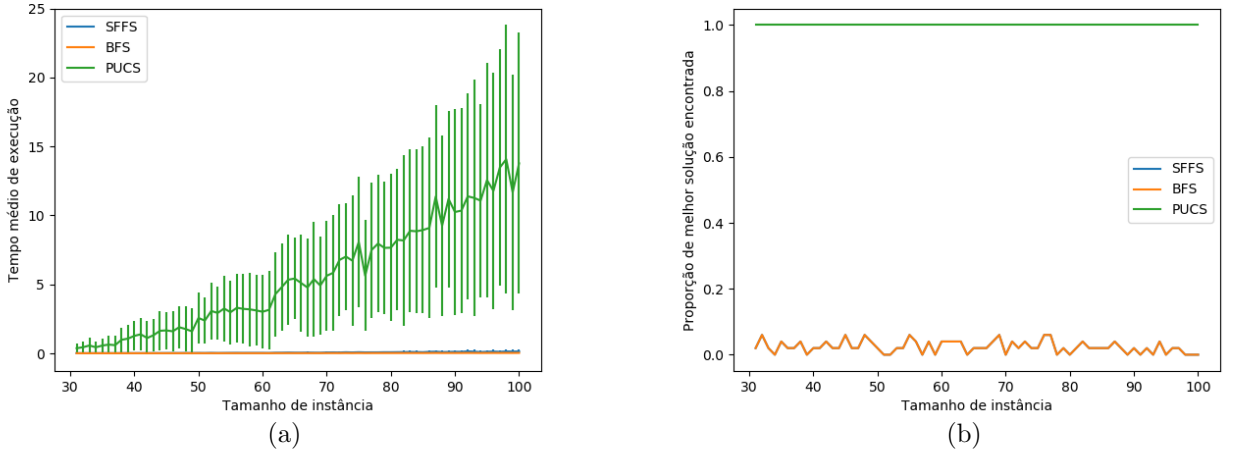 25
20
15
10
5
0
Tempo médio de execução
SFFS
BFS
PUCS
30 40 50 60 70 80 90 100
Tamanho de instância
(a)
1.0
0.8
0.6
0.4
0.2
0.0
Proporção de melhor solução encontrada
SFFS
BFS
PUCS
30 40 50 60 70 80 90 100
Tamanho de instância
(b)